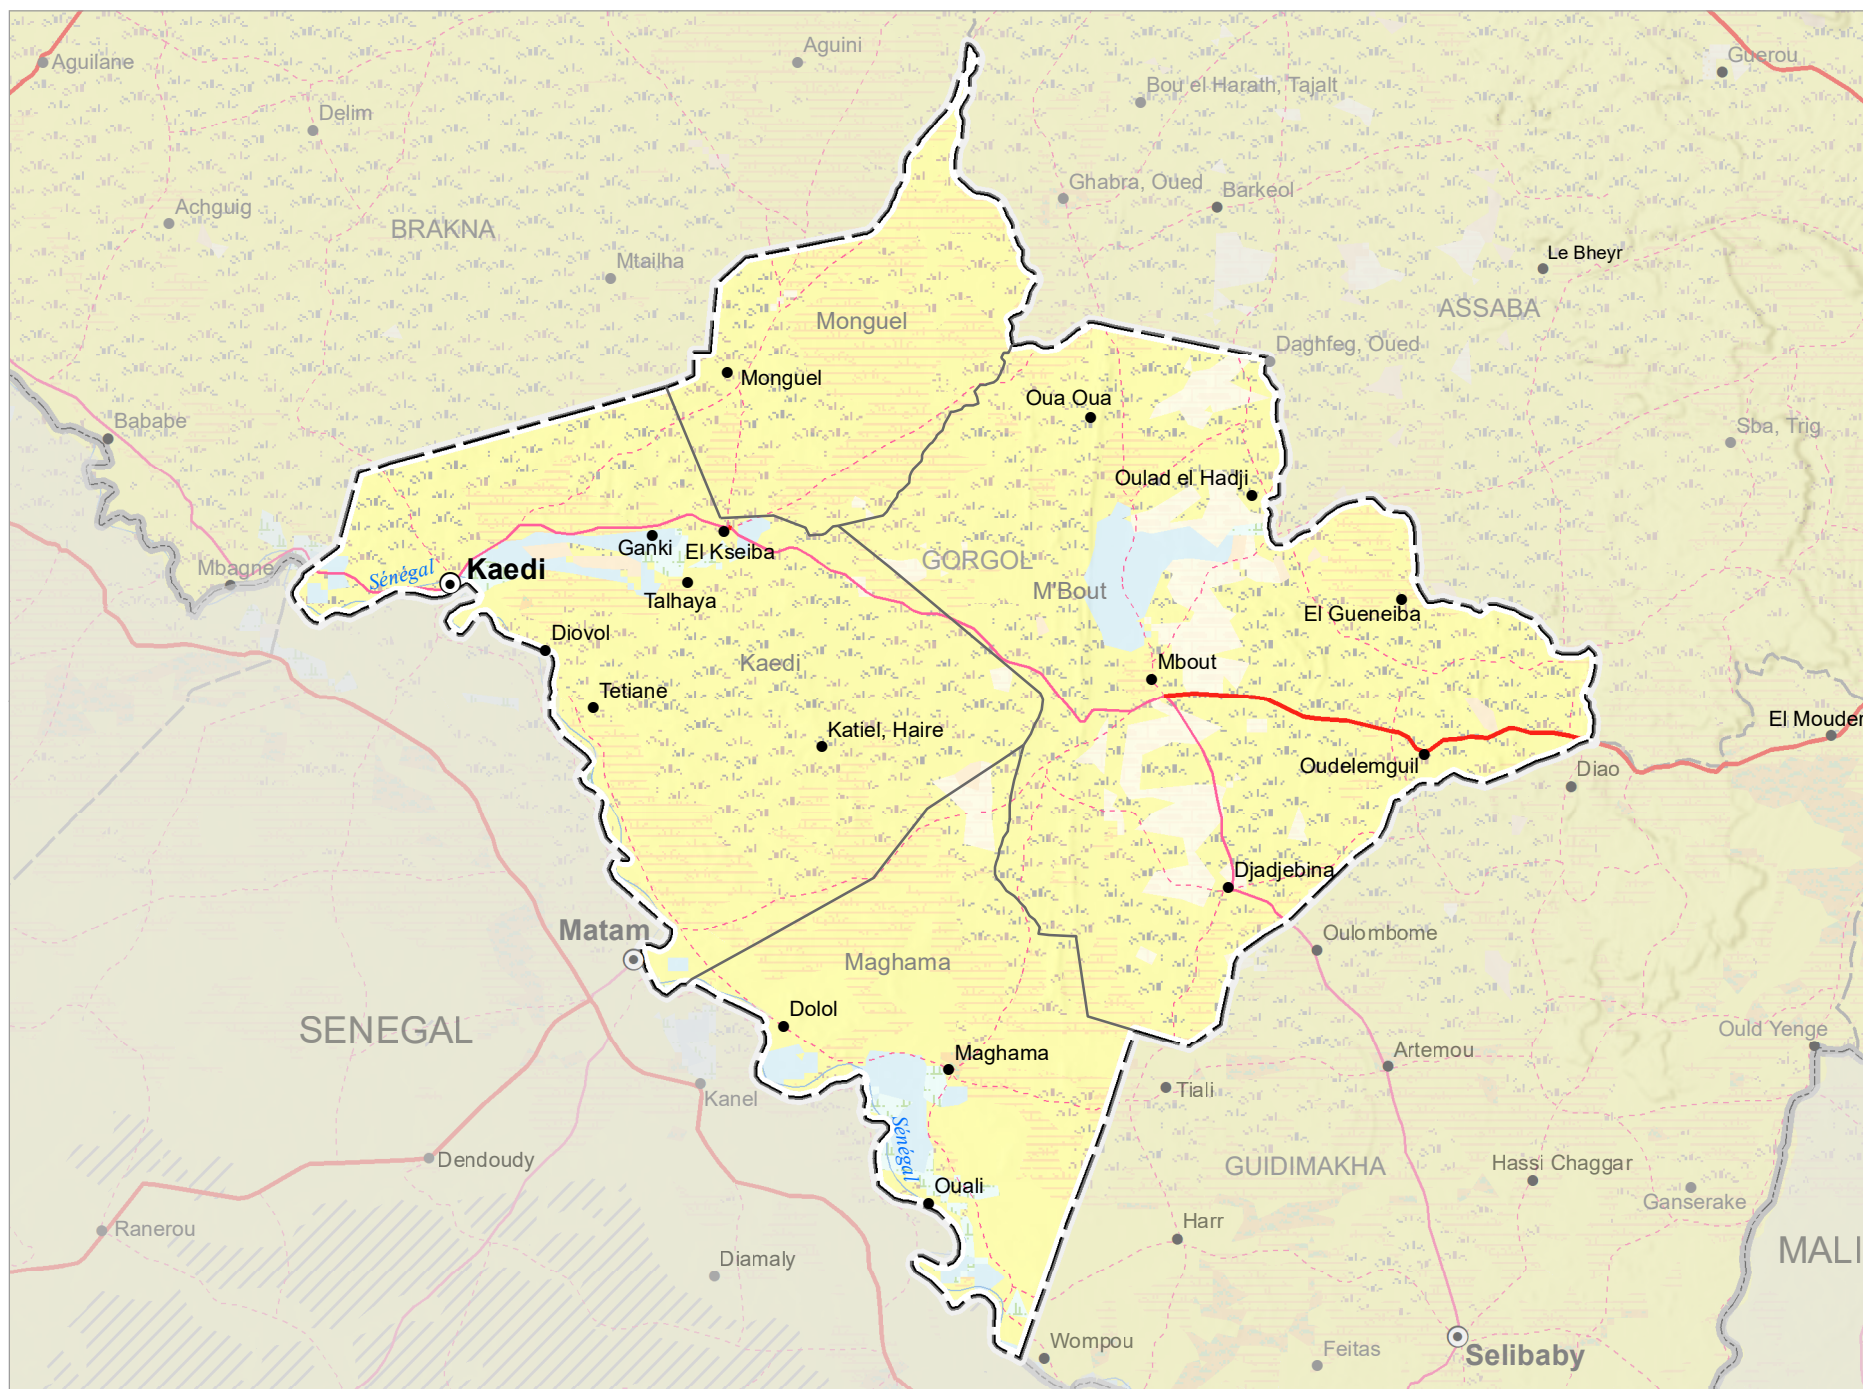 Aguilane
Aguini
Guerou
Bou el Harath, Tajalt
Delim
Ghabra, Oued
Barkeol
Achguig
BRAKNA
Mtailha
Le Bheyr
ASSABA
Monguel
Daghfeg, Oued
Monguel
Oua Oua
Bababe
Sba, Trig
Oulad el Hadji
Ganki
El Kseiba
GORGOL
Mbagne
Sénégal
Kaedi
M'Bout
Talhaya
El Gueneiba
Diovol
Kaedi
Mbout
Tetiane
Katiel, Haire
El Mouder
Oudelemguil
Diao
Djadjebina
Matam
Oulombome
Maghama
Dolol
SENEGAL
Ould Yenge
Maghama
Artemou
Kanel
Tiali
Sénégal
Dendoudy
GUIDIMAKHA
Hassi Chaggar
Ouali
Ganserake
Ranerou
Harr
Diamaly
MALI
Wompou
Feitas
Selibaby